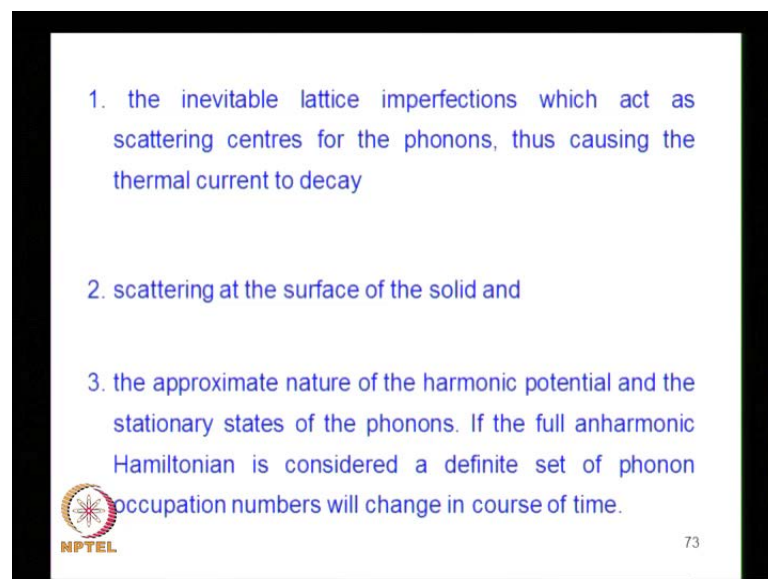 1. the inevitable lattice imperfections which act as
scattering centres for the phonons, thus causing the
thermal current to decay
2. scattering at the surface of the solid and
3. the approximate nature of the harmonic potential and the
stationary states of the phonons. If the full anharmonic
Hamiltonian is considered a definite set of phonon
occupation numbers will change in course of time.
NPTEL
73